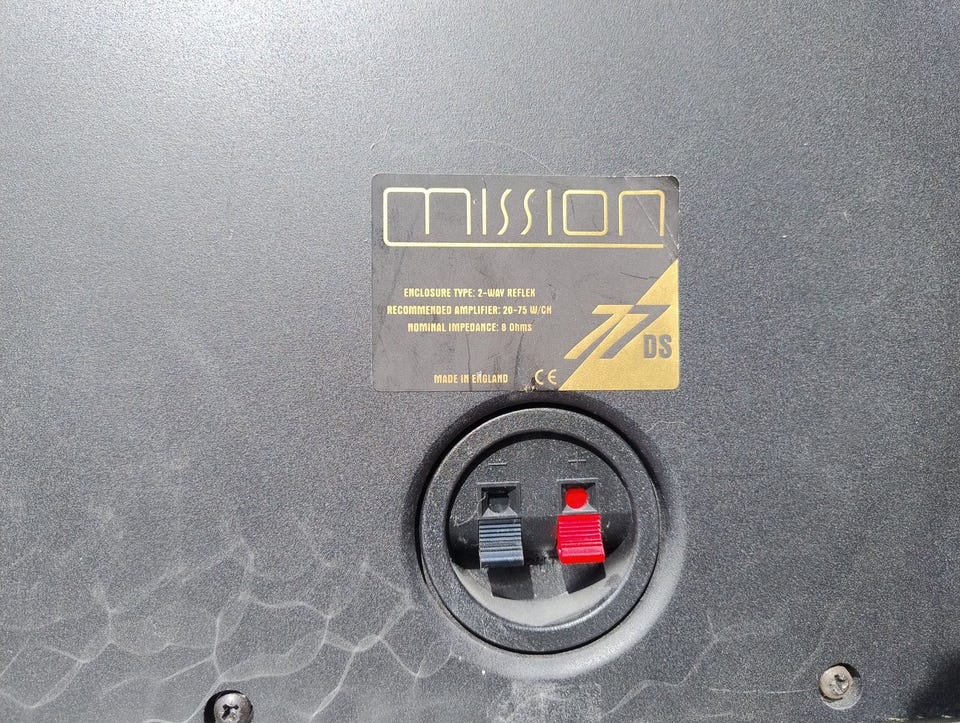 mission
ENCLOSURE TYPE: 2-WAY REFLEX
RECOMMENDED AMPLIFIER: 20-75 W/CH
NOMINAL IMPEDANCE: 8 Ohms
77
DS
MADE IN ENGLAND CE
− +